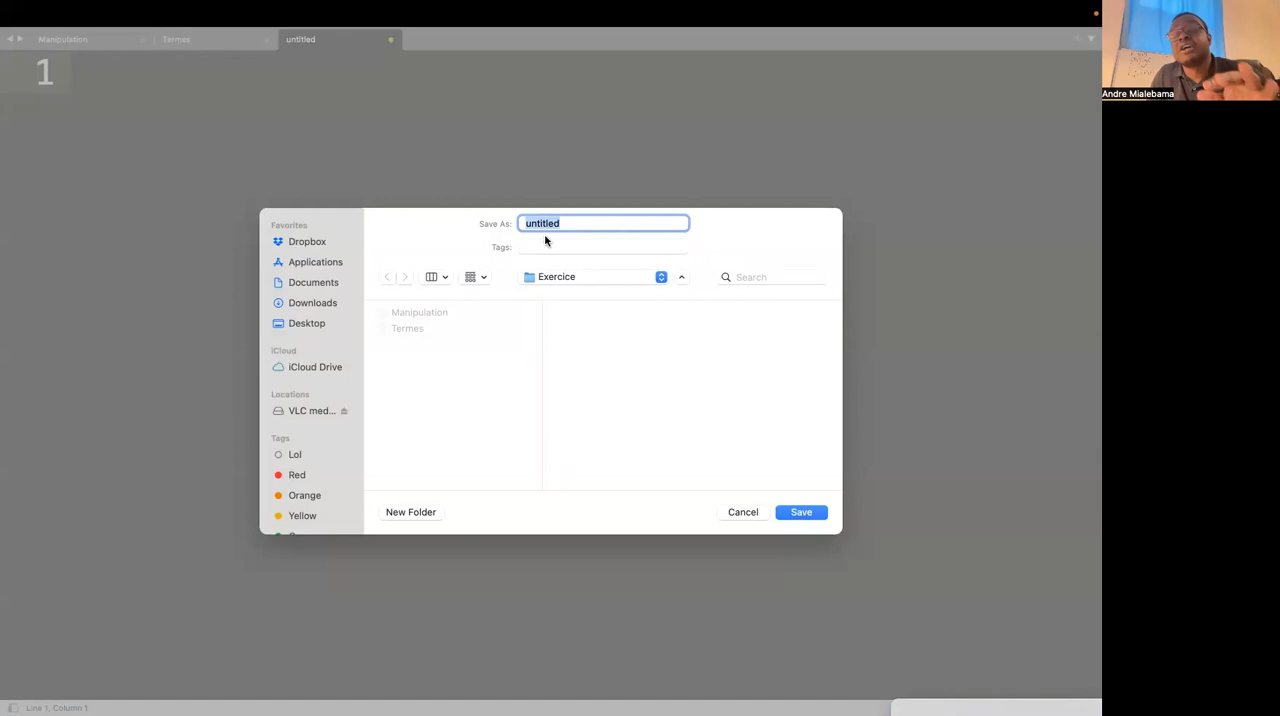 Manipulation
Termes
untitled
1
Andre Mialebama
Favorites
Dropbox
Applications
Documents
Downloads
Desktop
iCloud
iCloud Drive
Locations
VLC med...
Tags
Lol
Red
Orange
Yellow
Save As: untitled
Tags:
Exercice
Search
Manipulation
Termes
New Folder
Cancel
Save
Line 1, Column 1